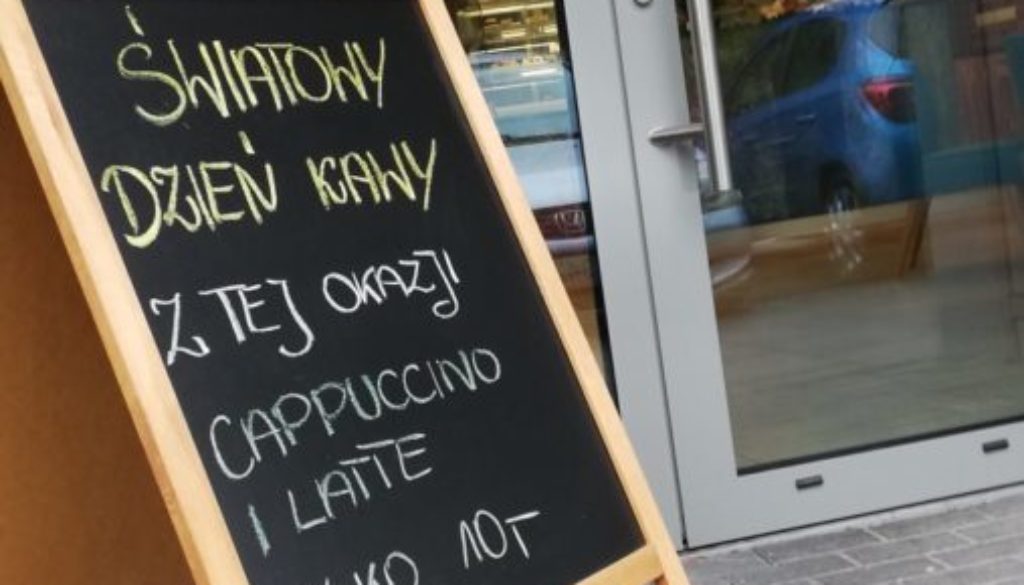 ŚWIATOWY
DZIEŃ KAWY
Z TEJ OKAZJI
CAPPUCCINO
I LATTE
10T